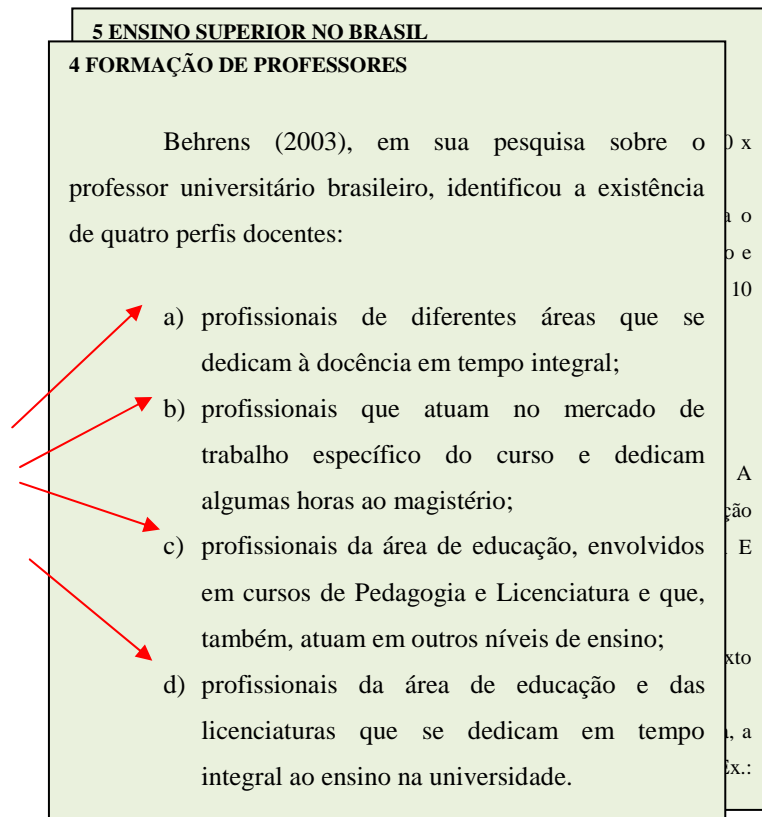 5 ENSINO SUPERIOR NO BRASIL
4 FORMAÇÃO DE PROFESSORES
Behrens (2003), em sua pesquisa sobre o
professor universitário brasileiro, identificou a existência
de quatro perfis docentes:
a) profissionais de diferentes áreas que se
dedicam à docência em tempo integral;
b) profissionais que atuam no mercado de
trabalho específico do curso e dedicam
algumas horas ao magistério;
c) profissionais da área de educação, envolvidos
em cursos de Pedagogia e Licenciatura e que,
também, atuam em outros níveis de ensino;
d) profissionais da área de educação e das
licenciaturas que se dedicam em tempo
integral ao ensino na universidade.
x
o
e
10
A
E
a